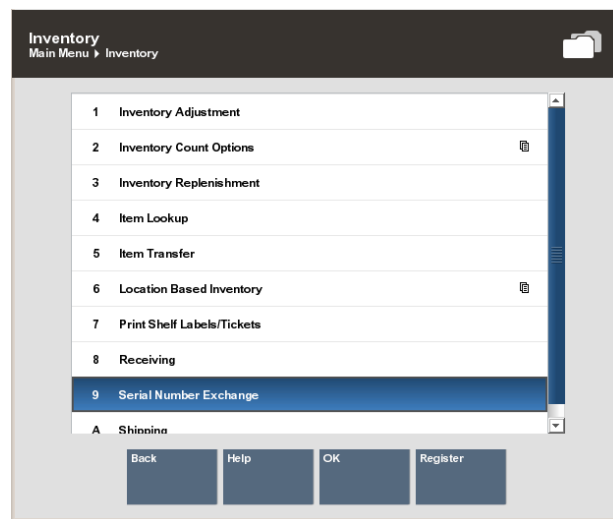 Inventory
Main Menu ▸ Inventory
1 Inventory Adjustment
2 Inventory Count Options
3 Inventory Replenishment
4 Item Lookup
5 Item Transfer
6 Location Based Inventory
7 Print Shelf Labels/Tickets
8 Receiving
9 Serial Number Exchange
A Shipping
Back Help OK Register